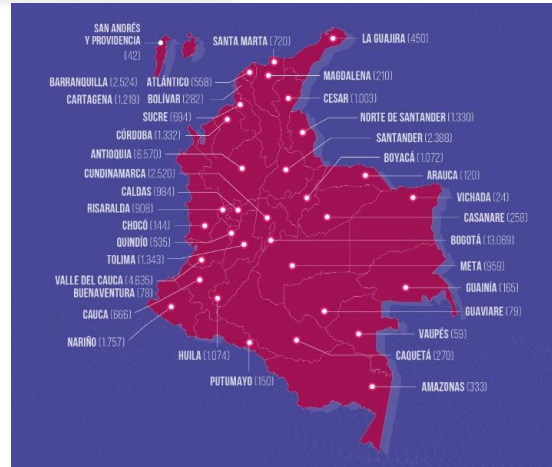 SAN ANDRÉS
Y PROVIDENCIA
(42)
SANTA MARTA (720)
LA GUAJIRA (450)
BARRANQUILLA (2.524)
ATLÁNTICO (558)
MAGDALENA (210)
CARTAGENA (1.219)
BOLÍVAR (282)
CESAR (1.003)
SUCRE (694)
NORTE DE SANTANDER (1.330)
CÓRDOBA (1.332)
SANTANDER (2.388)
ANTIOQUIA (6.570)
BOYACÁ (1.072)
CUNDINAMARCA (2.520)
ARAUCA (120)
CALDAS (984)
VICHADA (24)
RISARALDA (908)
CASANARE (258)
CHOCÓ (144)
QUINDÍO (535)
BOGOTÁ (13.069)
TOLIMA (1.343)
META (959)
VALLE DEL CAUCA (4.635)
BUENAVENTURA (78)
GUAINÍA (165)
CAUCA (666)
GUAVIARE (79)
NARIÑO (1.757)
VAUPÉS (59)
HUILA (1.074)
CAQUETÁ (270)
PUTUMAYO (150)
AMAZONAS (333)